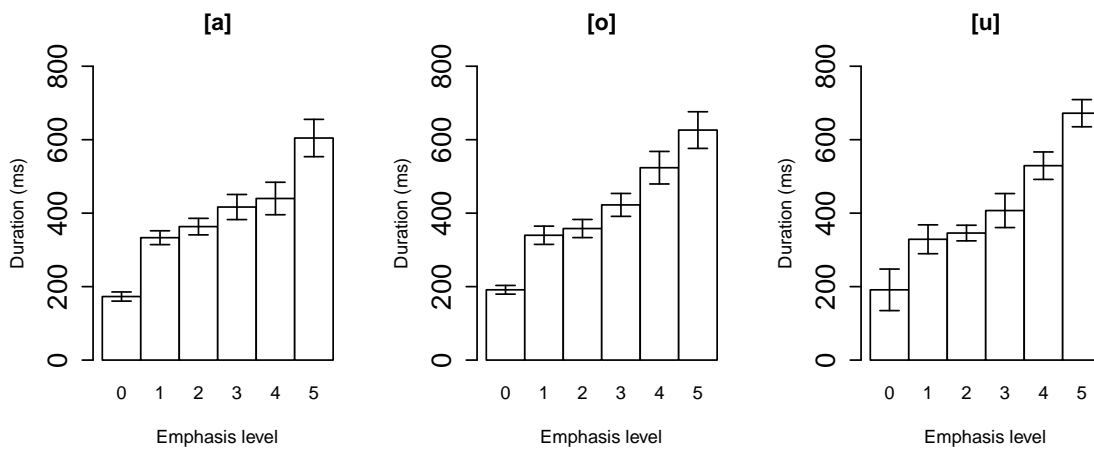 [a]
[o]
[u]
Duration (ms)
0 200 400 600 800
0 1 2 3 4 5
Emphasis level
Duration (ms)
0 200 400 600 800
0 1 2 3 4 5
Emphasis level
Duration (ms)
0 200 400 600 800
0 1 2 3 4 5
Emphasis level